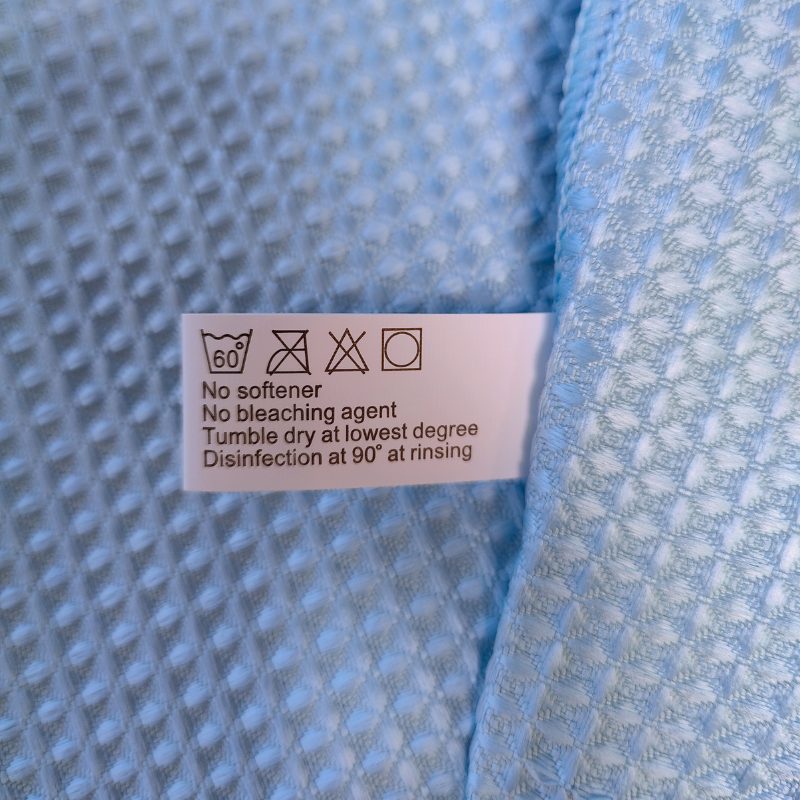 60°
No softener
No bleaching agent
Tumble dry at lowest degree
Disinfection at 90° at rinsing